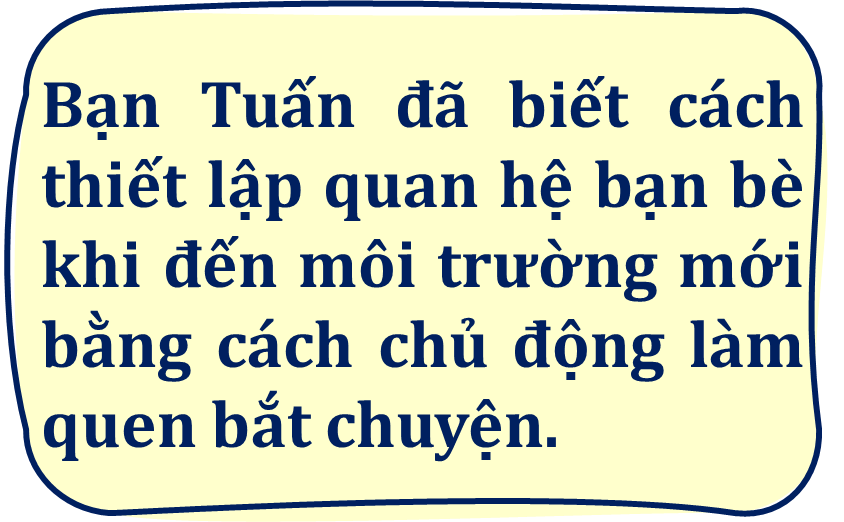 Bạn Tuấn đã biết cách
thiết lập quan hệ bạn bè
khi đến môi trường mới
bằng cách chủ động làm
quen bắt chuyện.